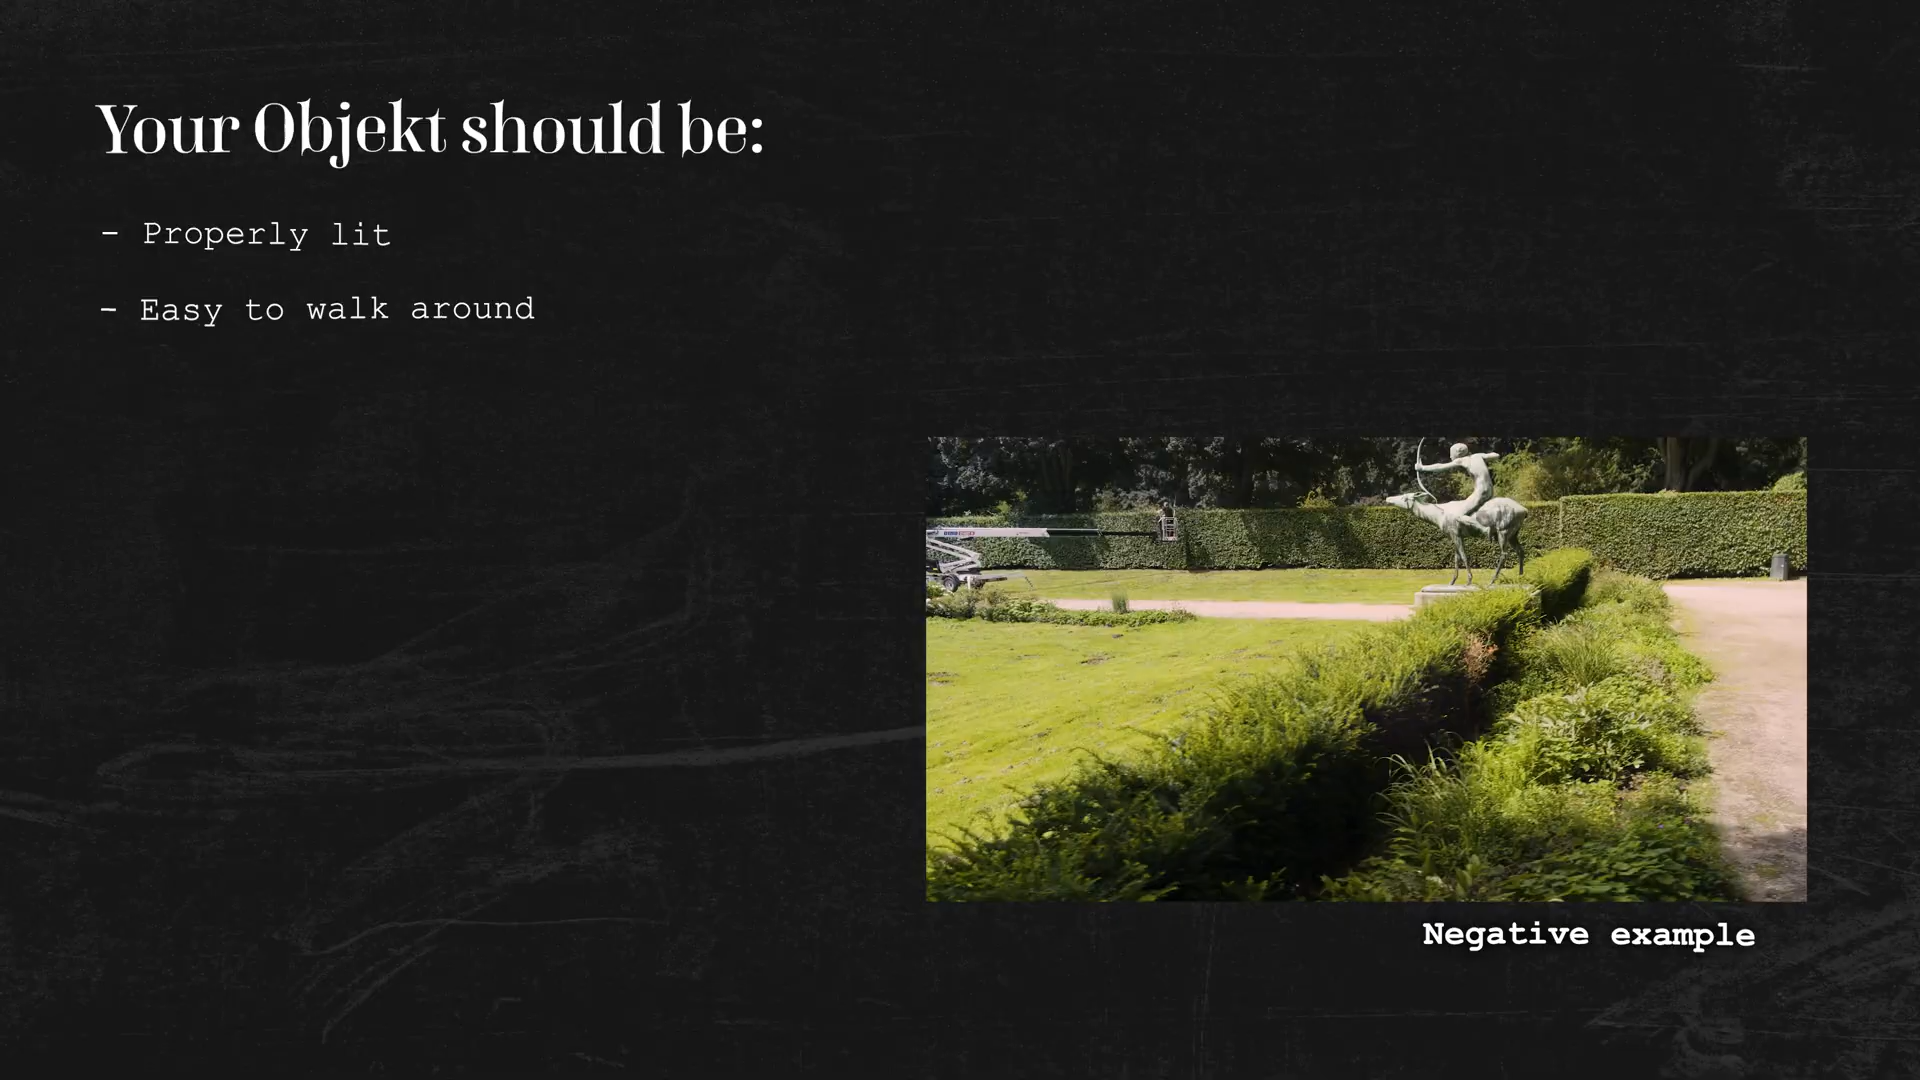 Your Objekt should be:
- Properly lit
- Easy to walk around
Negative example